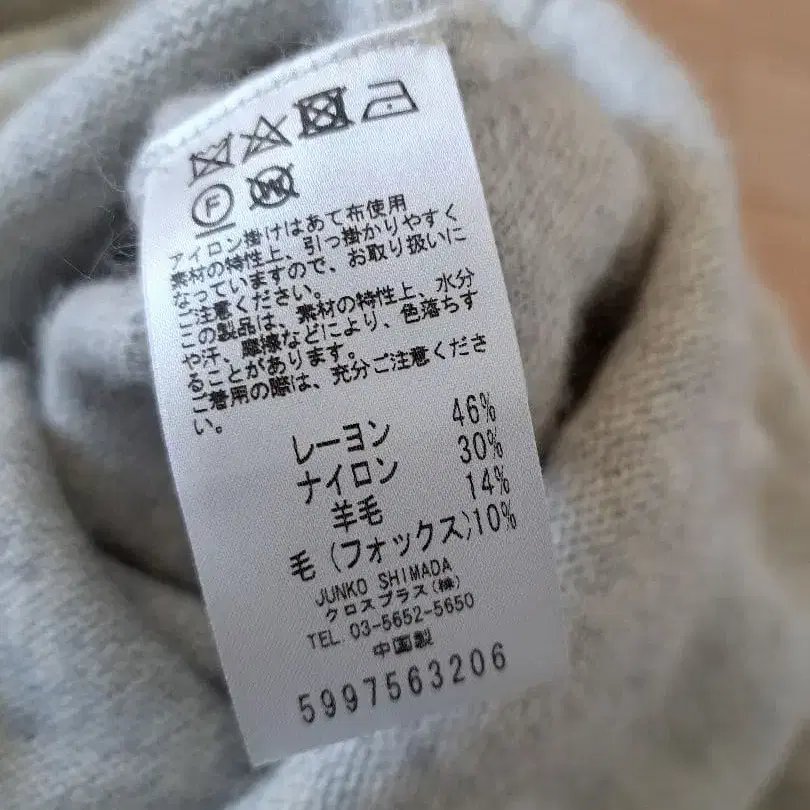 F W
アイロン掛けはあて布使用
素材の特性上、引っ掛かりやすく
なっていますので、お取り扱いに
ご注意ください。
この製品は、素材の特性上、水分
や汗、摩擦などにより、色落ちす
ることがあります。
ご着用の際は、充分ご注意くださ
い。
レーヨン 46%
ナイロン 30%
羊毛 14%
毛(フォックス)10%
JUNKO SHIMADA
クロスプラス(株)
TEL 03-5652-5650
中国製
5997563206